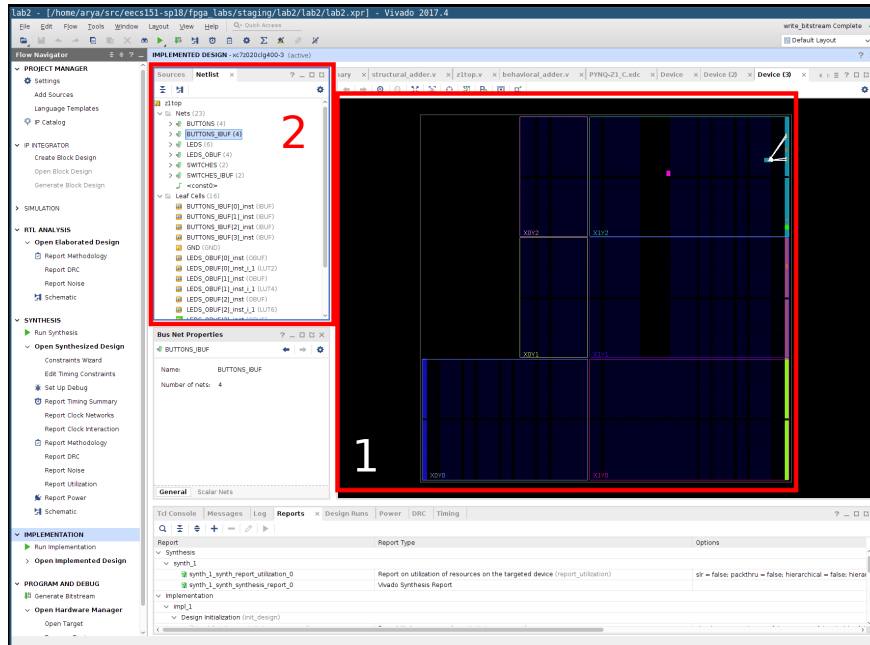 lab2 - [/home/arya/src/eecs151-sp18/fpga_labs/staging/lab2/lab2/lab2.xpr] - Vivado 2017.4
File Edit Flow Tools Window Layout View Help Quick Access
write_bitstream Complete
Default Layout
Flow Navigator
IMPLEMENTED DESIGN - xc7z020clg400-3 (active)
PROJECT MANAGER
Settings
Add Sources
Language Templates
IP Catalog
IP INTEGRATOR
Create Block Design
Open Block Design
Generate Block Design
SIMULATION
RTL ANALYSIS
Open Elaborated Design
Report Methodology
Report DRC
Report Noise
Schematic
SYNTHESIS
Run Synthesis
Open Synthesized Design
Constraints Wizard
Edit Timing Constraints
Set Up Debug
Report Timing Summary
Report Clock Networks
Report Clock Interaction
Report Methodology
Report DRC
Report Noise
Report Utilization
Report Power
Schematic
IMPLEMENTATION
Run Implementation
Open Implemented Design
PROGRAM AND DEBUG
Generate Bitstream
Open Hardware Manager
Open Target
Sources Netlist
z1top
Nets (23)
BUTTONS (4)
BUTTONS_IBUF (4)
LEDS (6)
LEDS_OBUF (4)
SWITCHES (2)
SWITCHES_IBUF (2)
<const0>
Leaf Cells (16)
BUTTONS_IBUF[0]_inst (IBUF)
BUTTONS_IBUF[1]_inst (IBUF)
BUTTONS_IBUF[2]_inst (IBUF)
BUTTONS_IBUF[3]_inst (IBUF)
GND (GND)
LEDS_OBUF[0]_inst (OBUF)
LEDS_OBUF[0]_inst_i_1 (LUT2)
LEDS_OBUF[1]_inst (OBUF)
LEDS_OBUF[1]_inst_i_1 (LUT4)
LEDS_OBUF[2]_inst (OBUF)
LEDS_OBUF[2]_inst_i_1 (LUT6)
2
Bus Net Properties
BUTTONS_IBUF
Name: BUTTONS_IBUF
Number of nets: 4
General Scalar Nets
ary structural_adder.v z1top.v behavioral_adder.v PYNQ-Z1_C.xdc Device Device (2) Device (3)
X0Y2 X1Y2
X0Y1 X1Y1
X0Y0 X1Y0
1
Tcl Console Messages Log Reports Design Runs Power DRC Timing
Report Report Type Options
Synthesis
synth_1
synth_1_synth_report_utilization_0 Report on utilization of resources on the targeted device (report_utilization) slr = false; packthru = false; hierarchical = false; hierar
synth_1_synth_synthesis_report_0 Vivado Synthesis Report
Implementation
impl_1
Design Initialization (init_design)